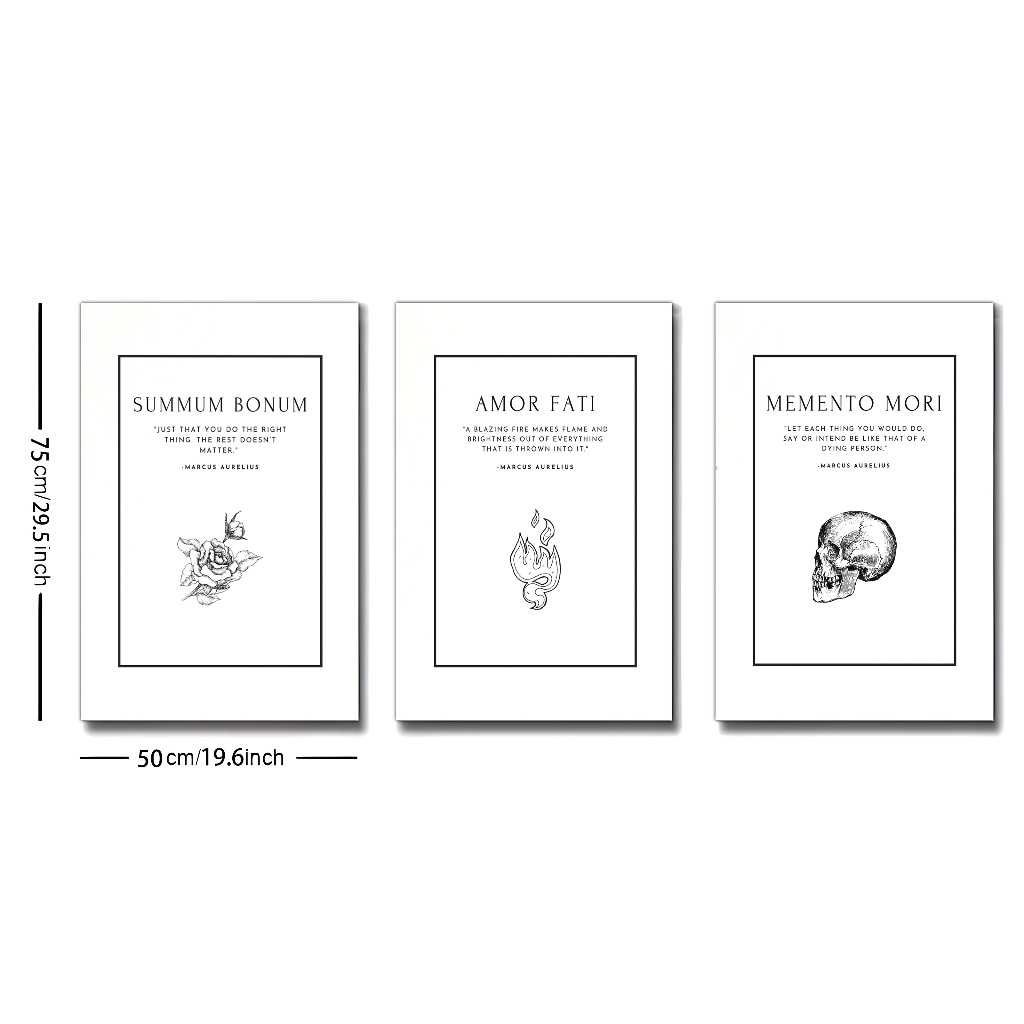 SUMMUM BONUM
"JUST THAT YOU DO THE RIGHT
THING. THE REST DOESN'T
MATTER."
-MARCUS AURELIUS
AMOR FATI
"A BLAZING FIRE MAKES FLAME AND
BRIGHTNESS OUT OF EVERYTHING
THAT IS THROWN INTO IT."
-MARCUS AURELIUS
MEMENTO MORI
"LET EACH THING YOU WOULD DO,
SAY OR INTEND BE LIKE THAT OF A
DYING PERSON."
-MARCUS AURELIUS
75cm/29.5inch
50cm/19.6inch